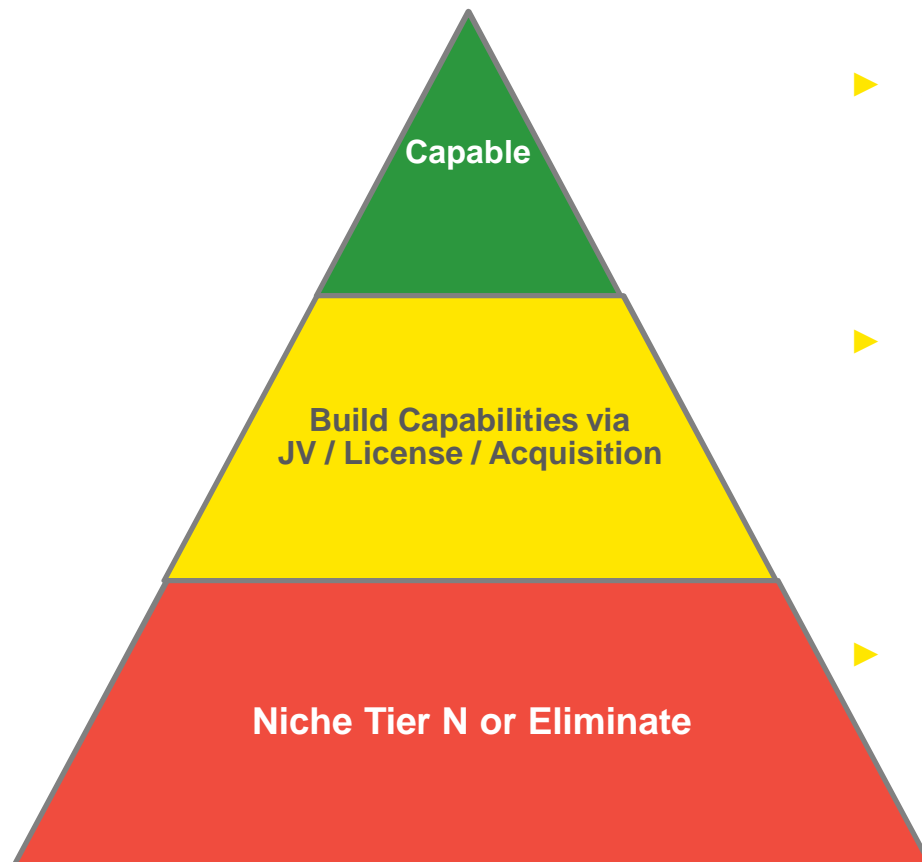 Capable
Build Capabilities via
JV / License / Acquisition
Niche Tier N or Eliminate